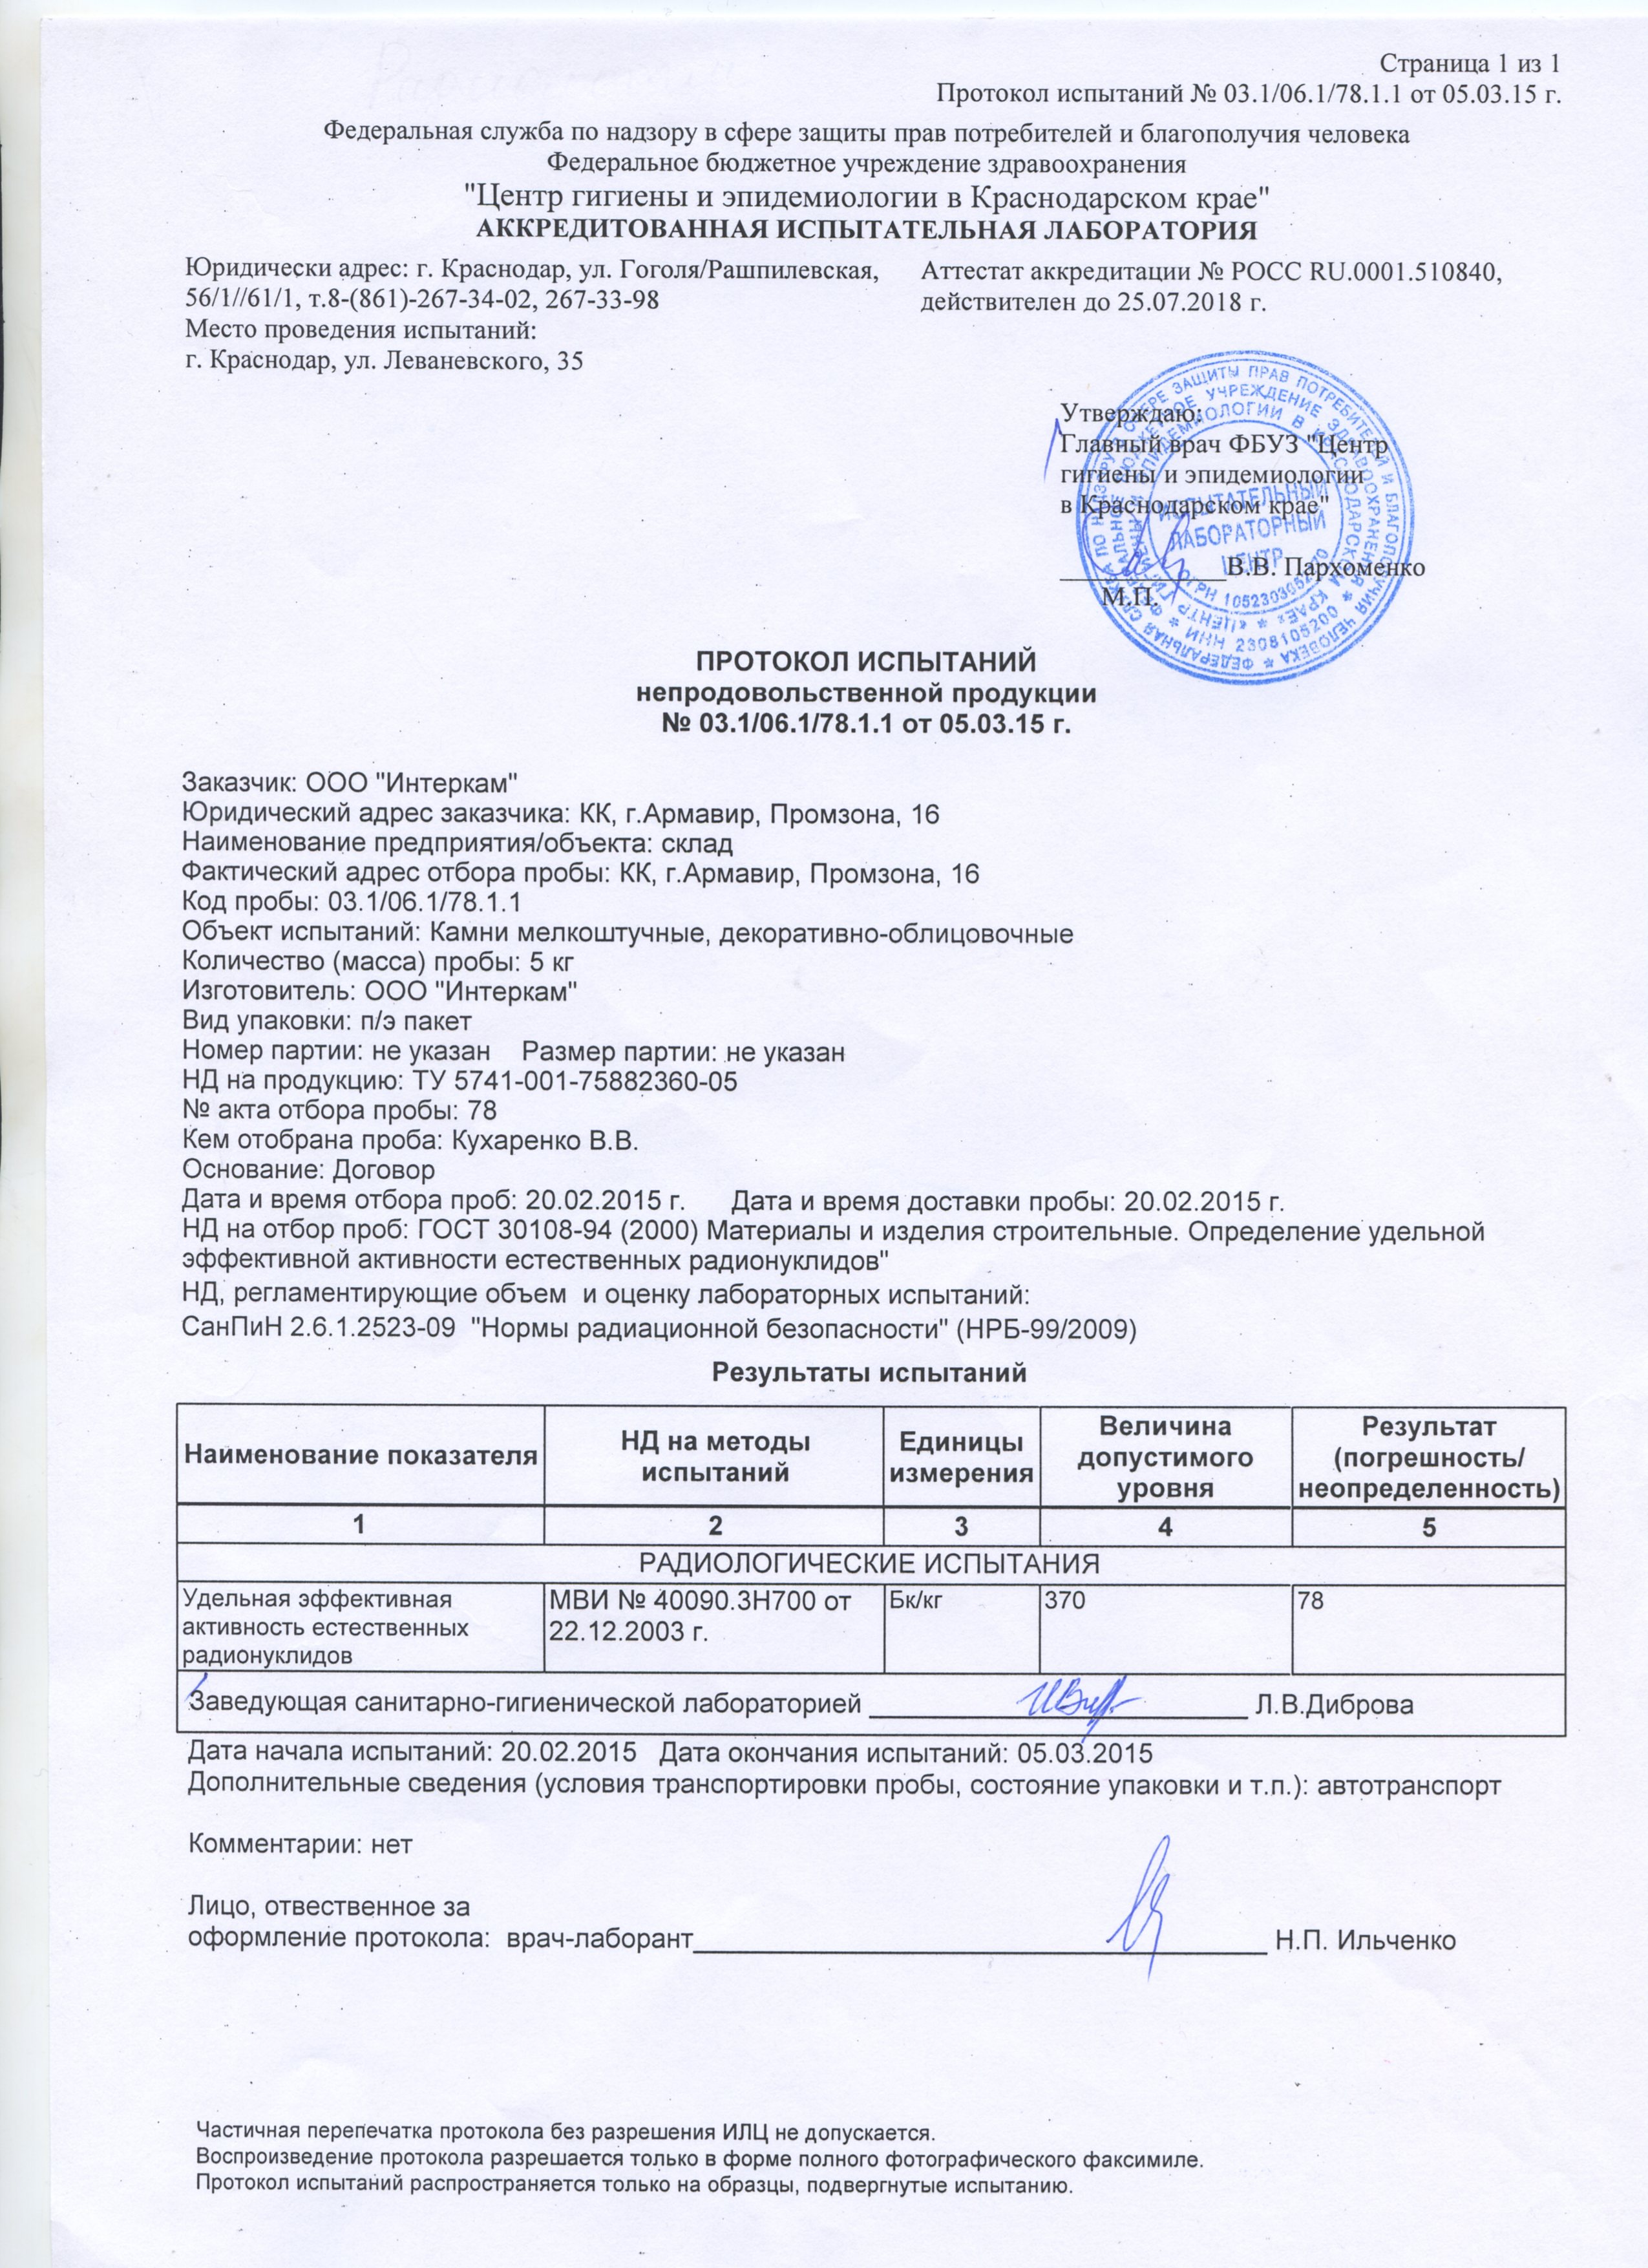 Страница 1 из 1
Протокол испытаний № 03.1/06.1/78.1.1 от 05.03.15 г.
Федеральная служба по надзору в сфере защиты прав потребителей и благополучия человека
Федеральное бюджетное учреждение здравоохранения
"Центр гигиены и эпидемиологии в Краснодарском крае"
АККРЕДИТОВАННАЯ ИСПЫТАТЕЛЬНАЯ ЛАБОРАТОРИЯ
Юридически адрес: г. Краснодар, ул. Гоголя/Рашпилевская,
56/1//61/1, т.8-(861)-267-34-02, 267-33-98
Место проведения испытаний:
г. Краснодар, ул. Леваневского, 35
Аттестат аккредитации № РОСС RU.0001.510840,
действителен до 25.07.2018 г.
Утверждаю:
Главный врач ФБУЗ "Центр
гигиены и эпидемиологии
в Краснодарском крае"
В.В. Пархоменко
М.П.
ИСПЫТАТЕЛЬНЫЙ
ЛАБОРАТОРНЫЙ
ЦЕНТР
ПРОТОКОЛ ИСПЫТАНИЙ
непродовольственной продукции
№ 03.1/06.1/78.1.1 от 05.03.15 г.
Заказчик: ООО "Интеркам"
Юридический адрес заказчика: КК, г.Армавир, Промзона, 16
Наименование предприятия/объекта: склад
Фактический адрес отбора пробы: КК, г.Армавир, Промзона, 16
Код пробы: 03.1/06.1/78.1.1
Объект испытаний: Камни мелкоштучные, декоративно-облицовочные
Количество (масса) пробы: 5 кг
Изготовитель: ООО "Интеркам"
Вид упаковки: п/э пакет
Номер партии: не указан Размер партии: не указан
НД на продукцию: ТУ 5741-001-75882360-05
№ акта отбора пробы: 78
Кем отобрана проба: Кухаренко В.В.
Основание: Договор
Дата и время отбора проб: 20.02.2015 г. Дата и время доставки пробы: 20.02.2015 г.
НД на отбор проб: ГОСТ 30108-94 (2000) Материалы и изделия строительные. Определение удельной
эффективной активности естественных радионуклидов"
НД, регламентирующие объем и оценку лабораторных испытаний:
СанПиН 2.6.1.2523-09 "Нормы радиационной безопасности" (НРБ-99/2009)
Результаты испытаний
Наименование показателя
НД на методы
испытаний
Единицы
измерения
Величина
допустимого
уровня
Результат
(погрешность/
неопределенность)
1 2 3 4 5
РАДИОЛОГИЧЕСКИЕ ИСПЫТАНИЯ
Удельная эффективная
активность естественных
радионуклидов
МВИ № 40090.3Н700 от
22.12.2003 г.
Бк/кг
370
78
Заведующая санитарно-гигиенической лабораторией Л.В.Диброва
Дата начала испытаний: 20.02.2015 Дата окончания испытаний: 05.03.2015
Дополнительные сведения (условия транспортировки пробы, состояние упаковки и т.п.): автотранспорт
Комментарии: нет
Лицо, отвественное за
оформление протокола: врач-лаборант Н.П. Ильченко
Частичная перепечатка протокола без разрешения ИЛЦ не допускается.
Воспроизведение протокола разрешается только в форме полного фотографического факсимиле.
Протокол испытаний распространяется только на образцы, подвергнутые испытанию.